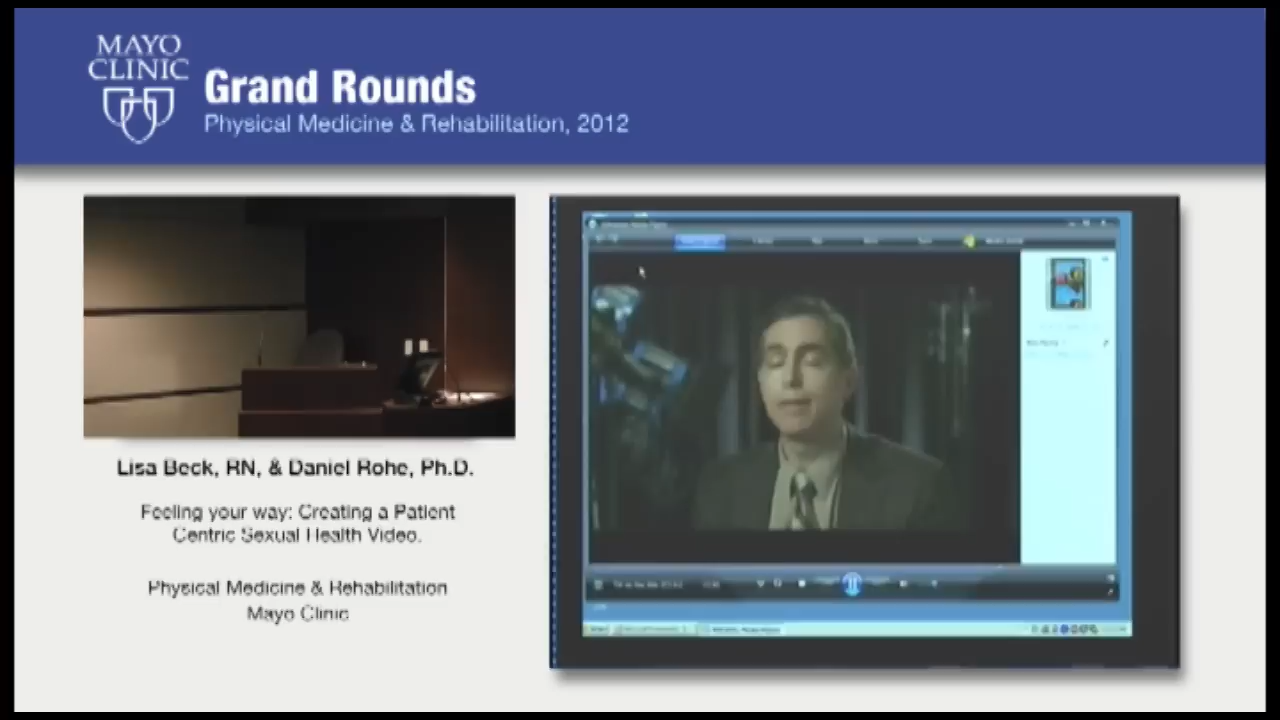 MAYO
CLINIC
Grand Rounds
Physical Medicine & Rehabilitation, 2012
Lisa Beck, RN, & Daniel Rohe, Ph.D.
Feeling your way: Creating a Patient
Centric Sexual Health Video.
Physical Medicine & Rehabilitation
Mayo Clinic